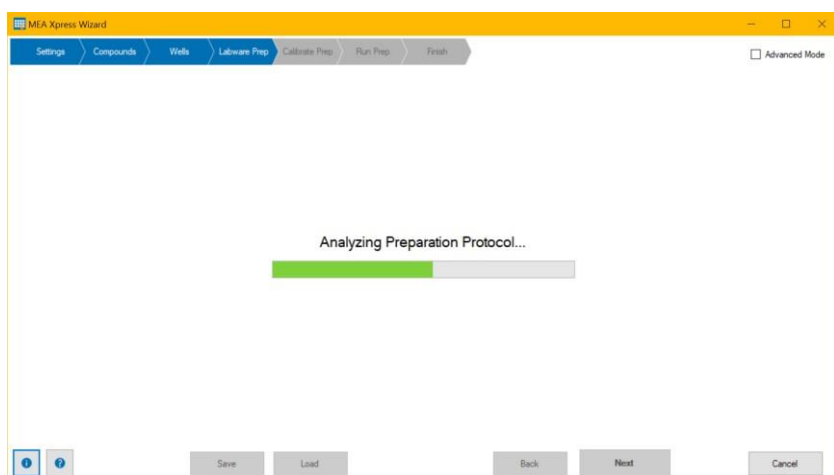 MEA Xpress Wizard
Settings Compounds Wells Labware Prep Calibrate Prep Run Prep Finish
Advanced Mode
Analyzing Preparation Protocol...
Save Load Back Next Cancel